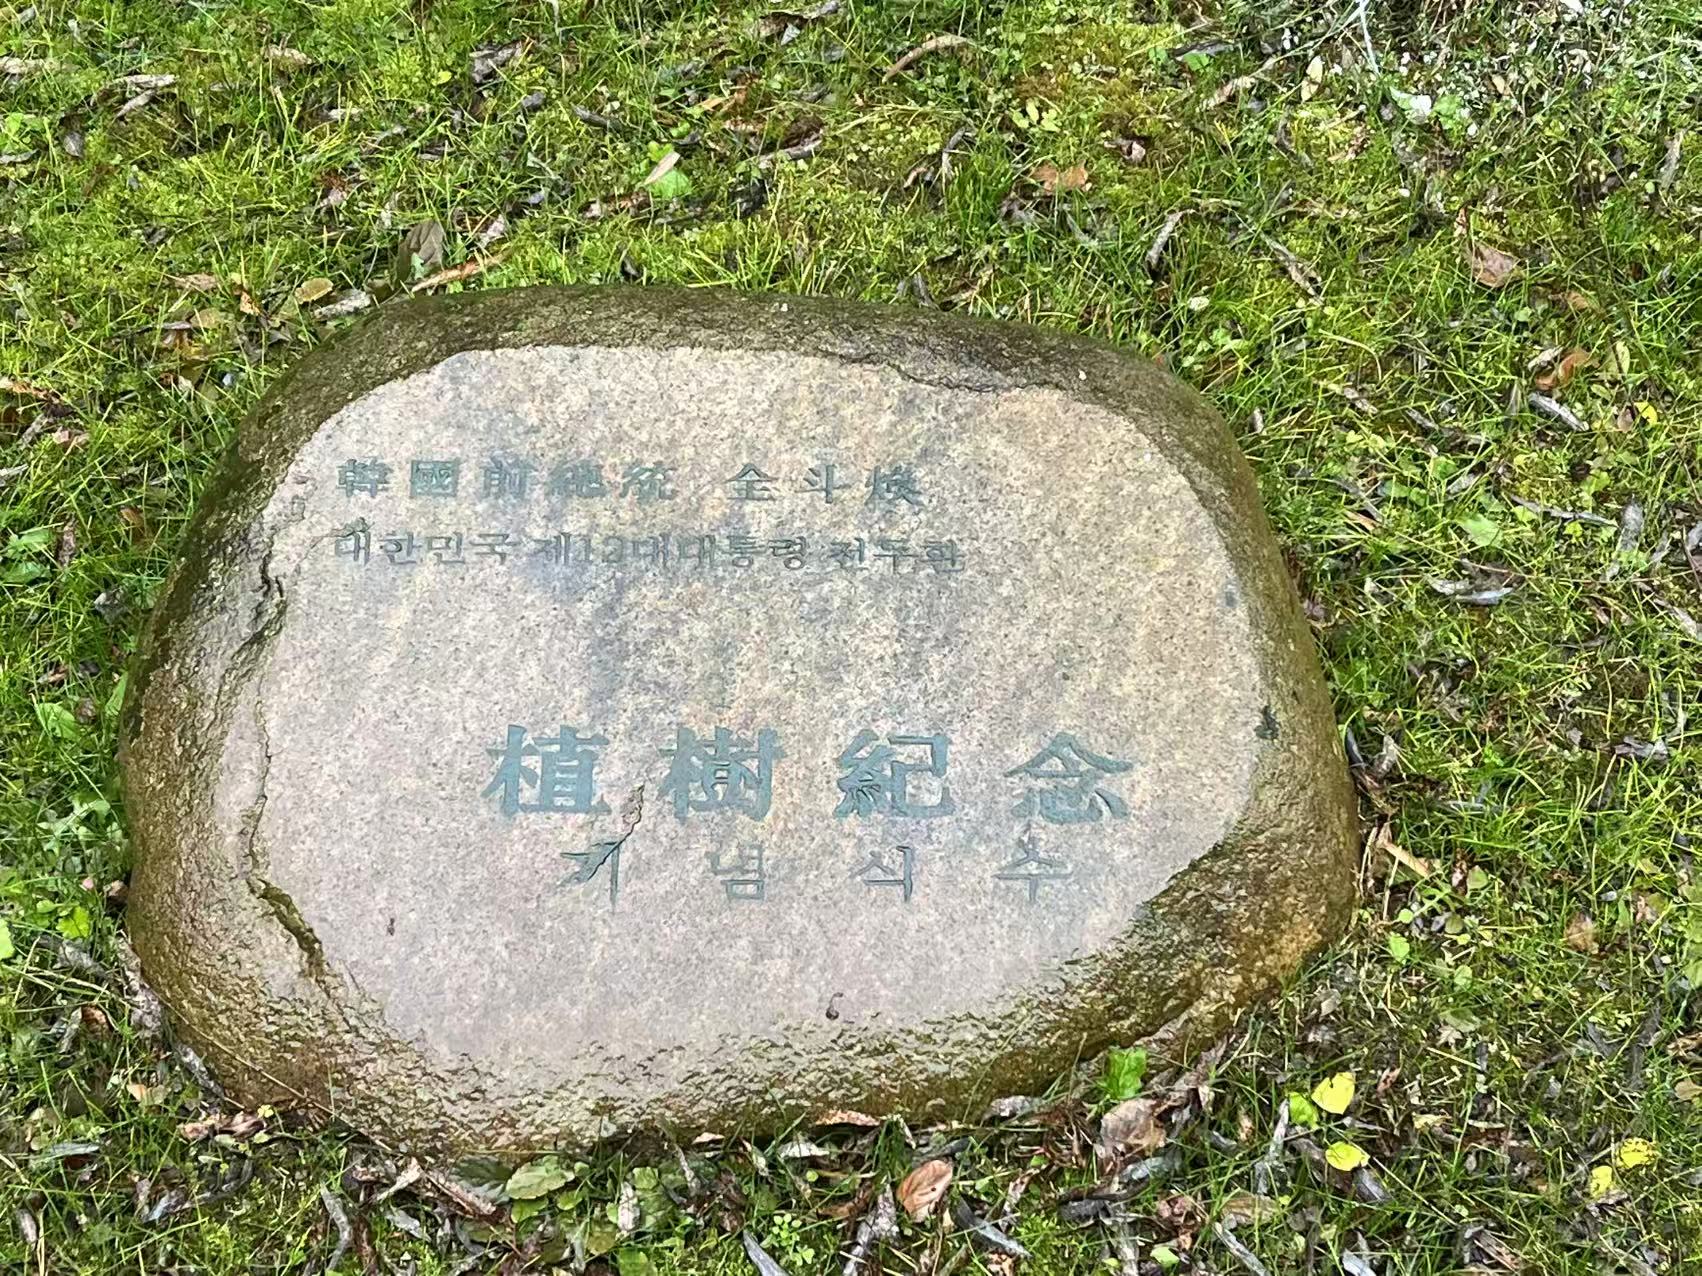 韓國前總統 全斗煥
대한민국 제12대대통령 전두환
植樹紀念
기념식수